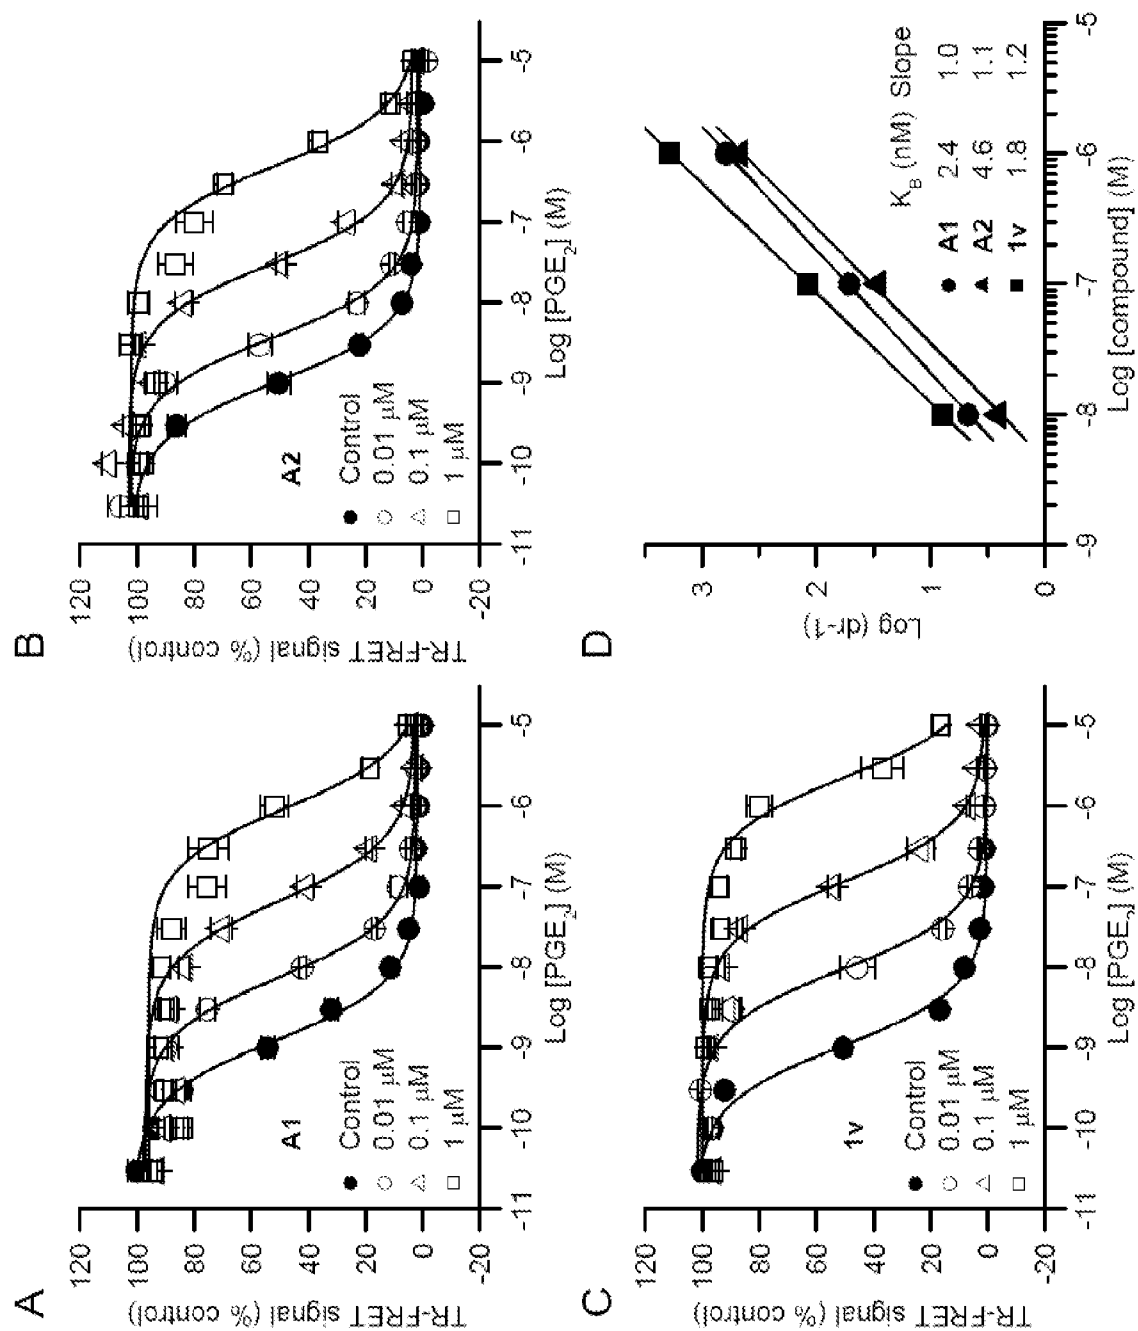 A
TR-FRET signal (% control)
120
100
80
60
40
20
0
-20
A1
Control
0.01 µM
0.1 µM
1 µM
-11
-10
-9
-8
-7
-6
-5
Log [PGE2] (M)
B
TR-FRET signal (% control)
120
100
80
60
40
20
0
-20
A2
Control
0.01 µM
0.1 µM
1 µM
-11
-10
-9
-8
-7
-6
-5
Log [PGE2] (M)
C
TR-FRET signal (% control)
120
100
80
60
40
20
0
-20
1v
Control
0.01 µM
0.1 µM
1 µM
-11
-10
-9
-8
-7
-6
-5
Log [PGE2] (M)
D
Log (dr-1)
3
2
1
0
KB (nM) Slope
A1 2.4 1.0
A2 4.6 1.1
1v 1.8 1.2
-9
-8
-7
-6
-5
Log [compound] (M)